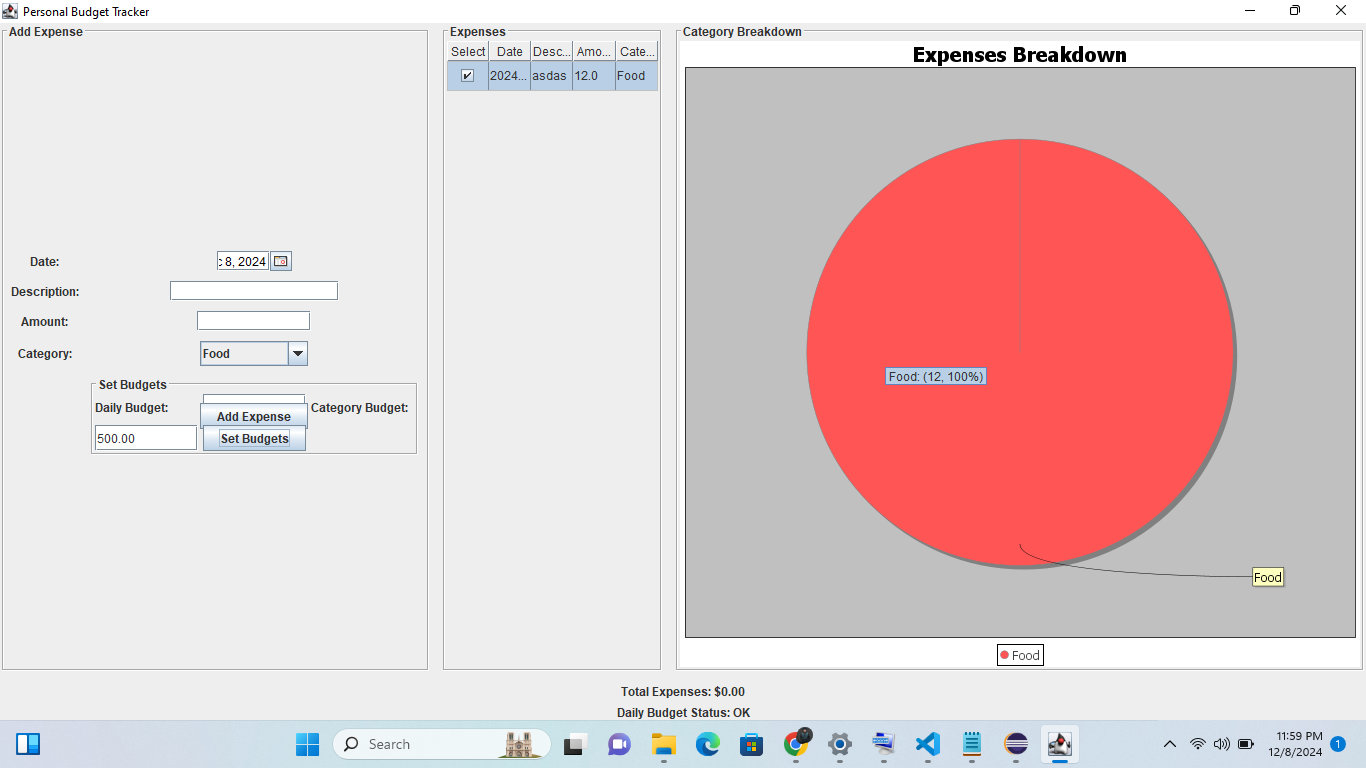 Personal Budget Tracker
Add Expense
Date:
8, 2024
Description:
Amount:
Category:
Food
Set Budgets
Daily Budget:
Add Expense
Category Budget:
500.00
Set Budgets
Expenses
Select Date Desc... Amo... Cate...
2024... asdas 12.0 Food
Category Breakdown
Expenses Breakdown
Food: (12, 100%)
Food
Food
Total Expenses: $0.00
Daily Budget Status: OK
Search
11:59 PM
12/8/2024
1